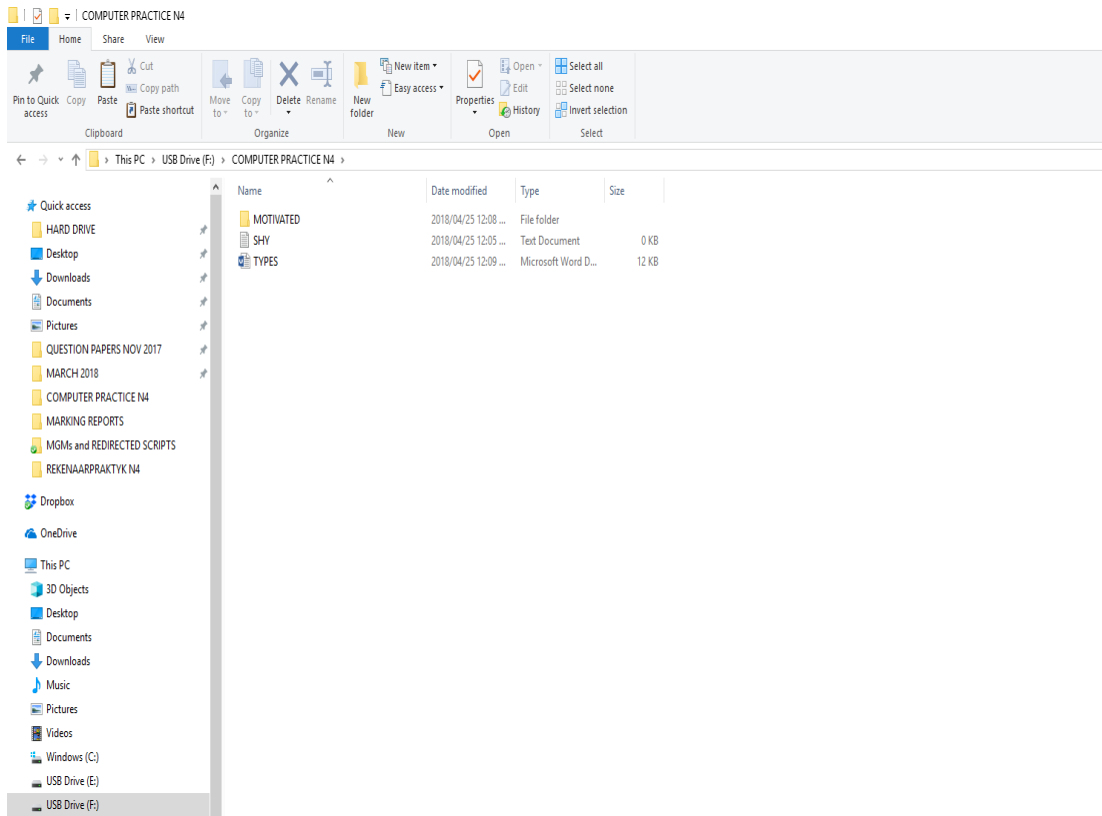 COMPUTER PRACTICE N4
File Home Share View
Pin to Quick access
Copy
Paste
Cut
Copy path
Paste shortcut
Clipboard
Move to
Copy to
Delete
Rename
Organize
New folder
New item
Easy access
New
Properties
Open
Edit
History
Open
Select all
Select none
Invert selection
Select
This PC › USB Drive (F:) › COMPUTER PRACTICE N4 ›
Quick access
HARD DRIVE
Desktop
Downloads
Documents
Pictures
QUESTION PAPERS NOV 2017
MARCH 2018
COMPUTER PRACTICE N4
MARKING REPORTS
MGMs and REDIRECTED SCRIPTS
REKENAARPRAKTYK N4
Dropbox
OneDrive
This PC
3D Objects
Desktop
Documents
Downloads
Music
Pictures
Videos
Windows (C:)
USB Drive (E:)
USB Drive (F:)
Name Date modified Type Size
MOTIVATED 2018/04/25 12:08 ... File folder
SHY 2018/04/25 12:05 ... Text Document 0 KB
TYPES 2018/04/25 12:09 ... Microsoft Word D... 12 KB